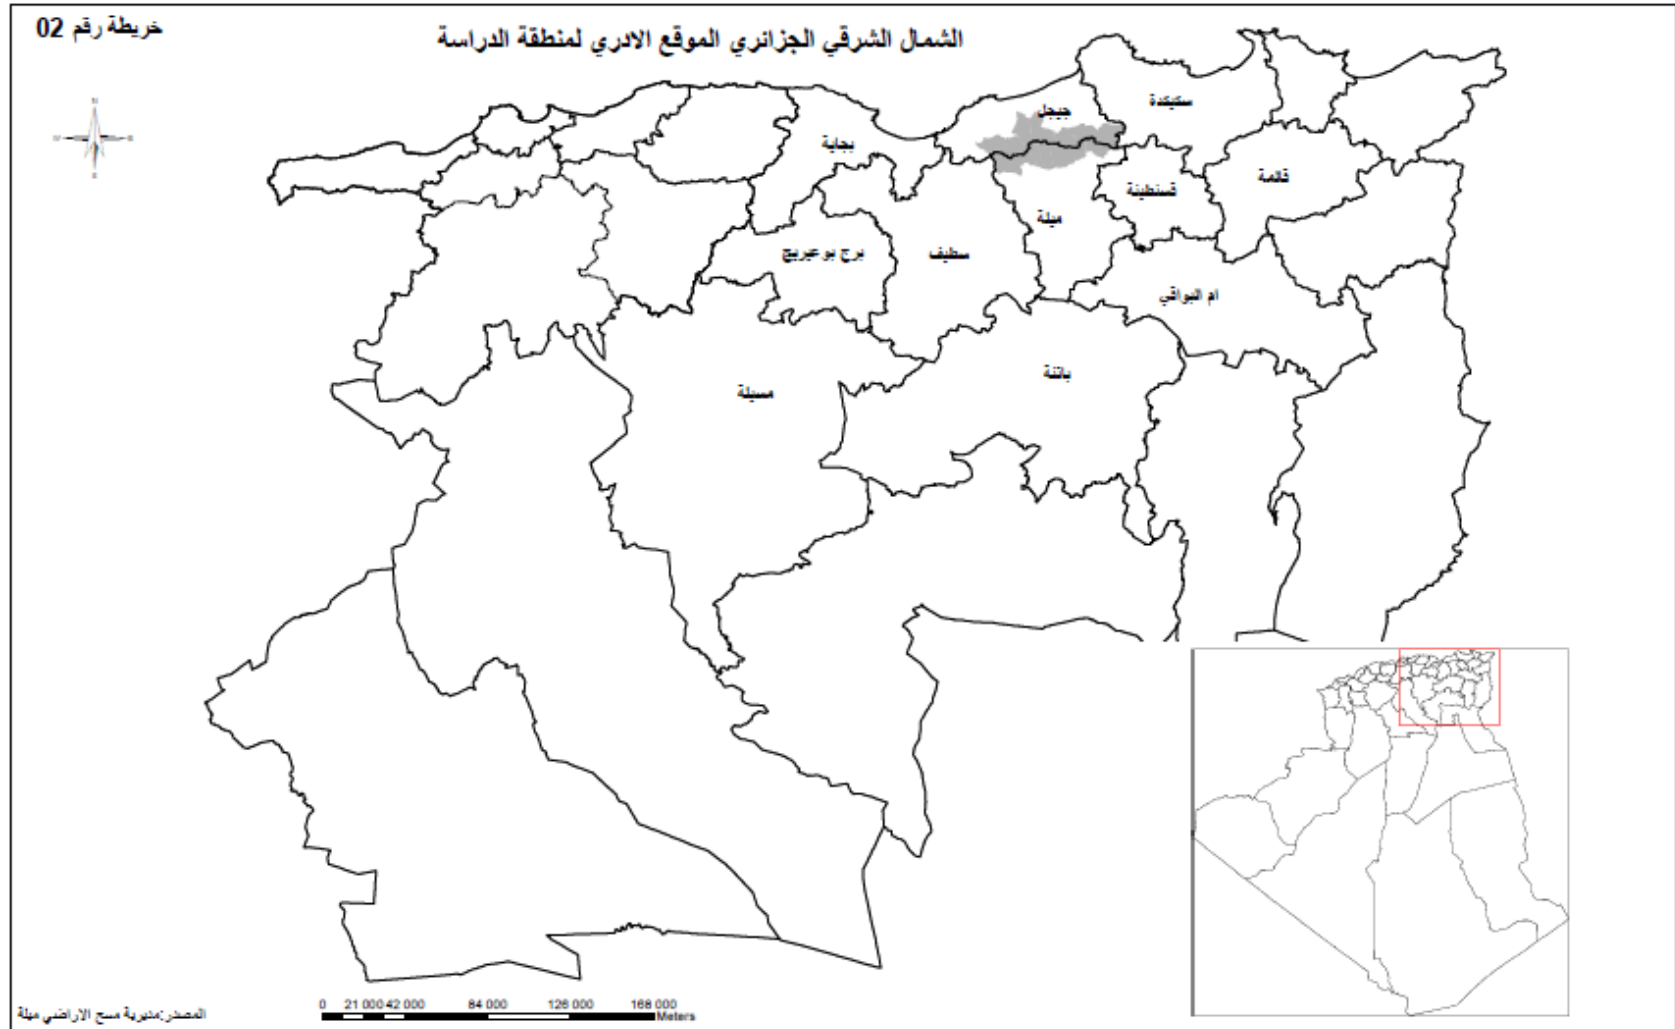 خريطة رقم 02
الشمال الشرقي الجزائري الموقع الادري لمنطقة الدراسة
N
W
E
S
جيجل
سكيكدة
بجاية
قالمة
قسنطينة
ميلة
برج بوعيريج
سطيف
ام البواقي
باتنة
مسيلة
0 21 000 42 000 84 000 126 000 168 000
Meters
المصدر:مديرية مسح الاراضي ميلة